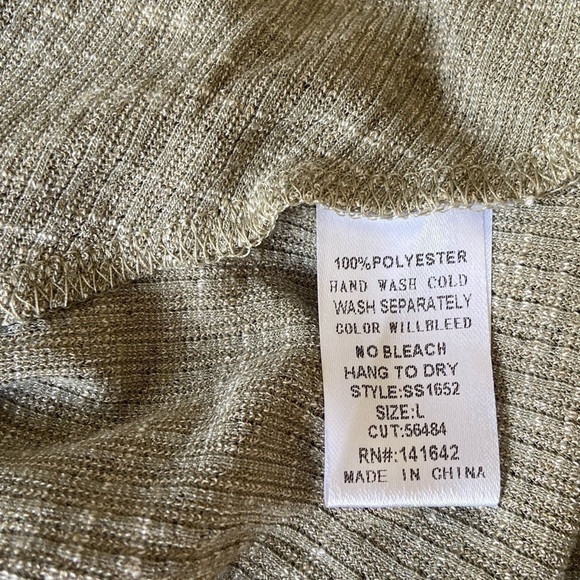 100%POLYESTER
HAND WASH COLD
WASH SEPARATELY
COLOR WILLBLEED
NO BLEACH
HANG TO DRY
STYLE:SS1652
SIZE:L
CUT:56484
RN#:141642
MADE IN CHINA